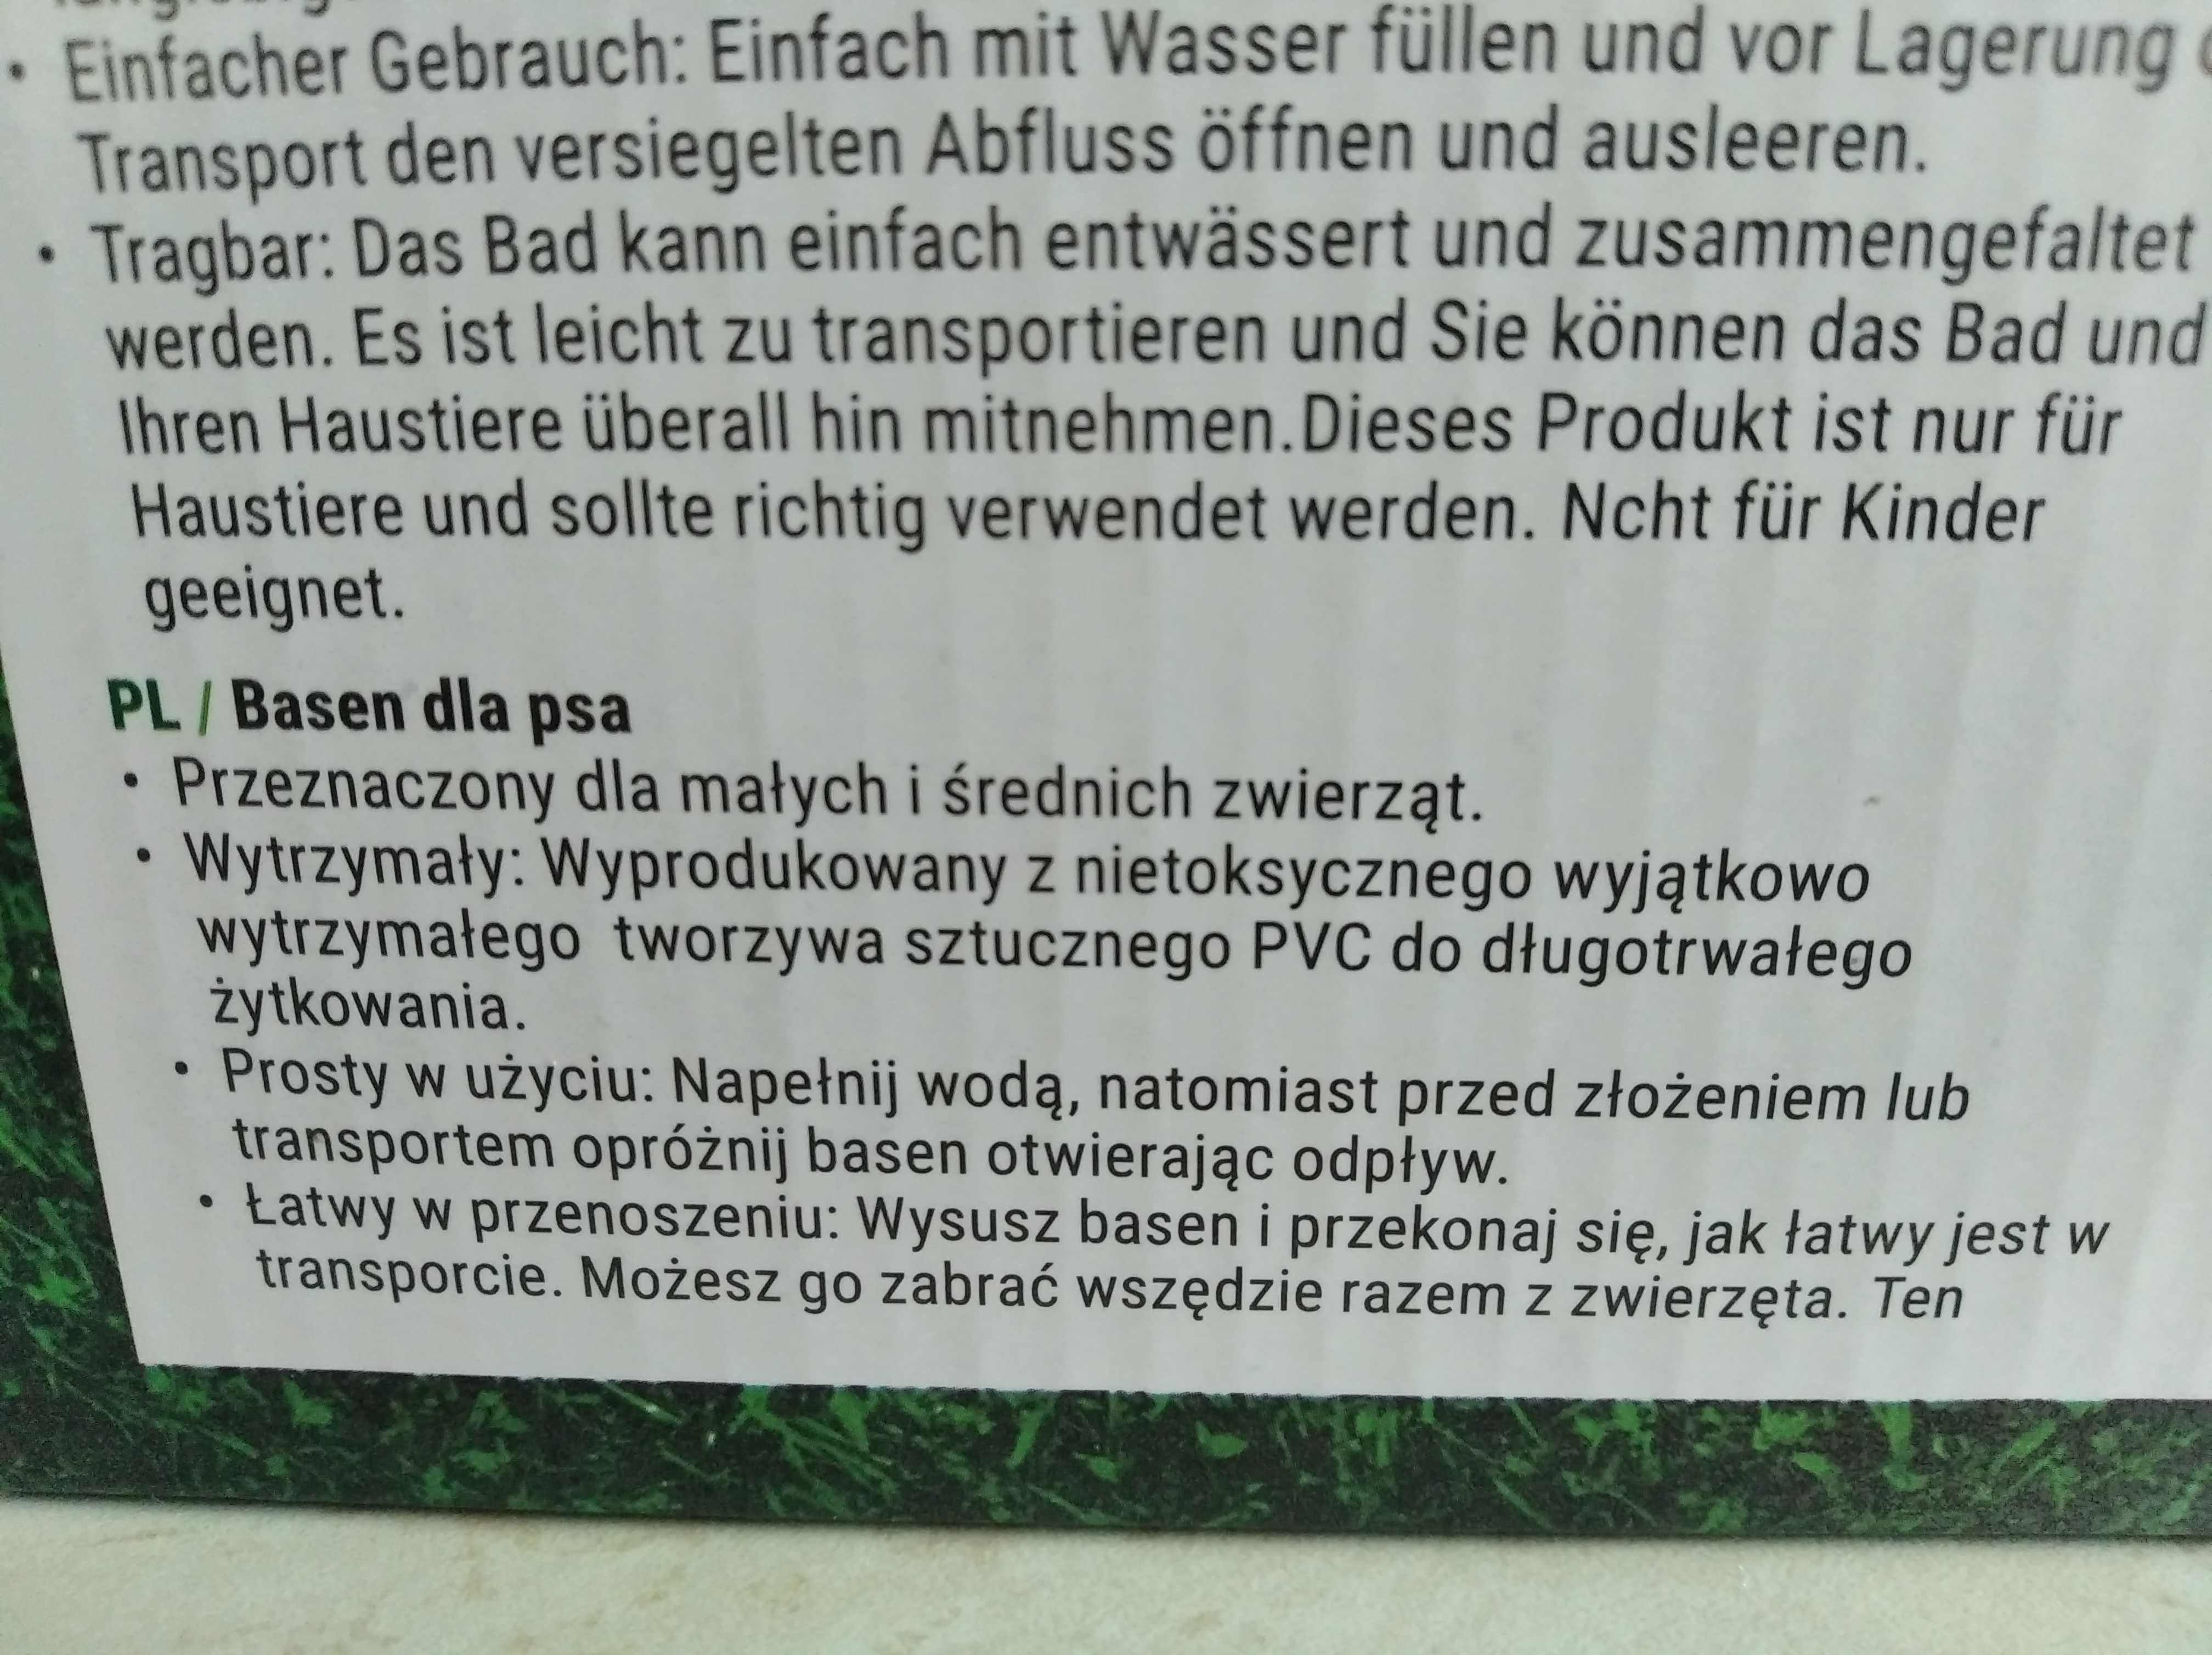 • Einfacher Gebrauch: Einfach mit Wasser füllen und vor Lagerung
Transport den versiegelten Abfluss öffnen und ausleeren.
• Tragbar: Das Bad kann einfach entwässert und zusammengefaltet
werden. Es ist leicht zu transportieren und Sie können das Bad und
Ihren Haustiere überall hin mitnehmen.Dieses Produkt ist nur für
Haustiere und sollte richtig verwendet werden. Ncht für Kinder
geeignet.
PL / Basen dla psa
• Przeznaczony dla małych i średnich zwierząt.
• Wytrzymały: Wyprodukowany z nietoksycznego wyjątkowo
wytrzymałego tworzywa sztucznego PVC do długotrwałego
żytkowania.
• Prosty w użyciu: Napełnij wodą, natomiast przed złożeniem lub
transportem opróżnij basen otwierając odpływ.
• Łatwy w przenoszeniu: Wysusz basen i przekonaj się, jak łatwy jest w
transporcie. Możesz go zabrać wszędzie razem z zwierzęta. Ten